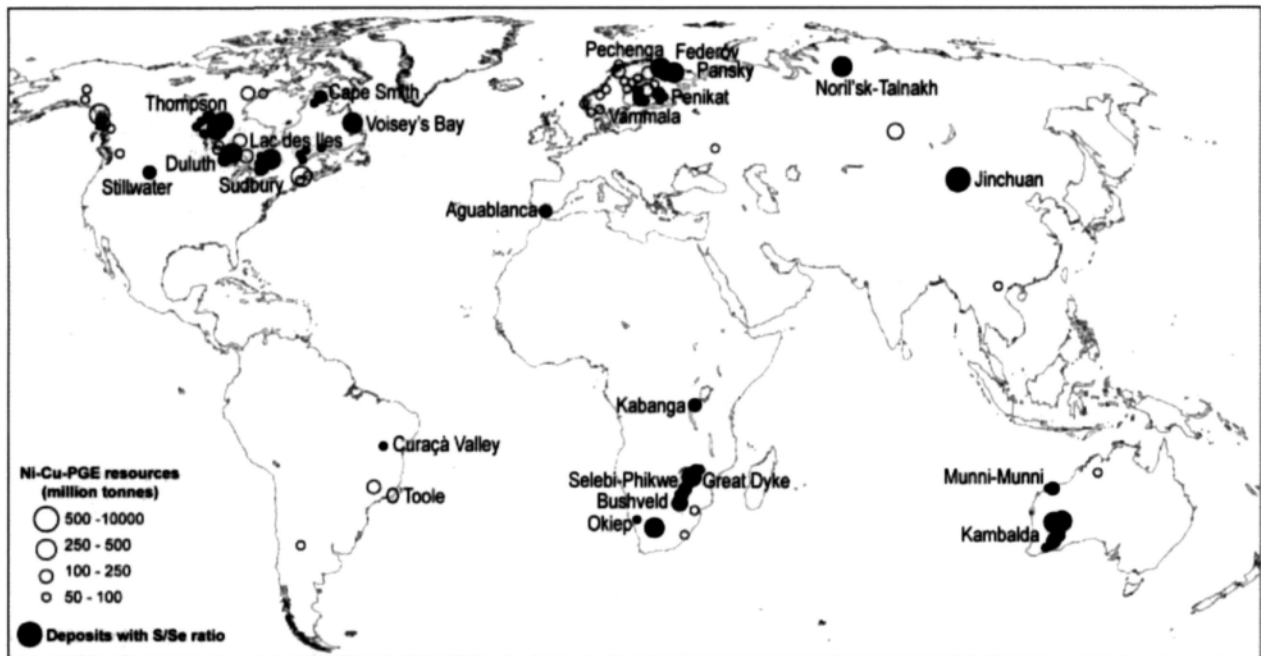 Pechenga
Federov
Pansky
Noril'sk-Talnakh
Thompson
Cape Smith
Penikat
Vammala
Voisey's Bay
Lac des Iles
Duluth
Stillwater
Sudbury
Jinchuan
Aguablanca
Kabanga
Curaçà Valley
Ni-Cu-PGE resources
(million tonnes)
500 -10000
250 - 500
100 - 250
50 - 100
Deposits with S/Se ratio
Toole
Selebi-Phikwe
Great Dyke
Bushveld
Okiep
Munni-Munni
Kambalda